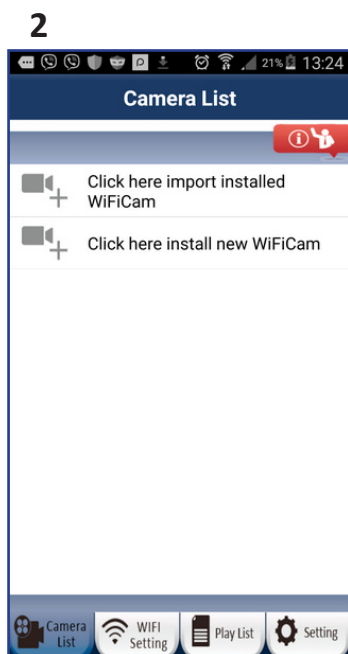 2
21% 13:24
Camera List
Click here import installed
WiFiCam
Click here install new WiFiCam
Camera
List
WIFI
Setting
Play List
Setting